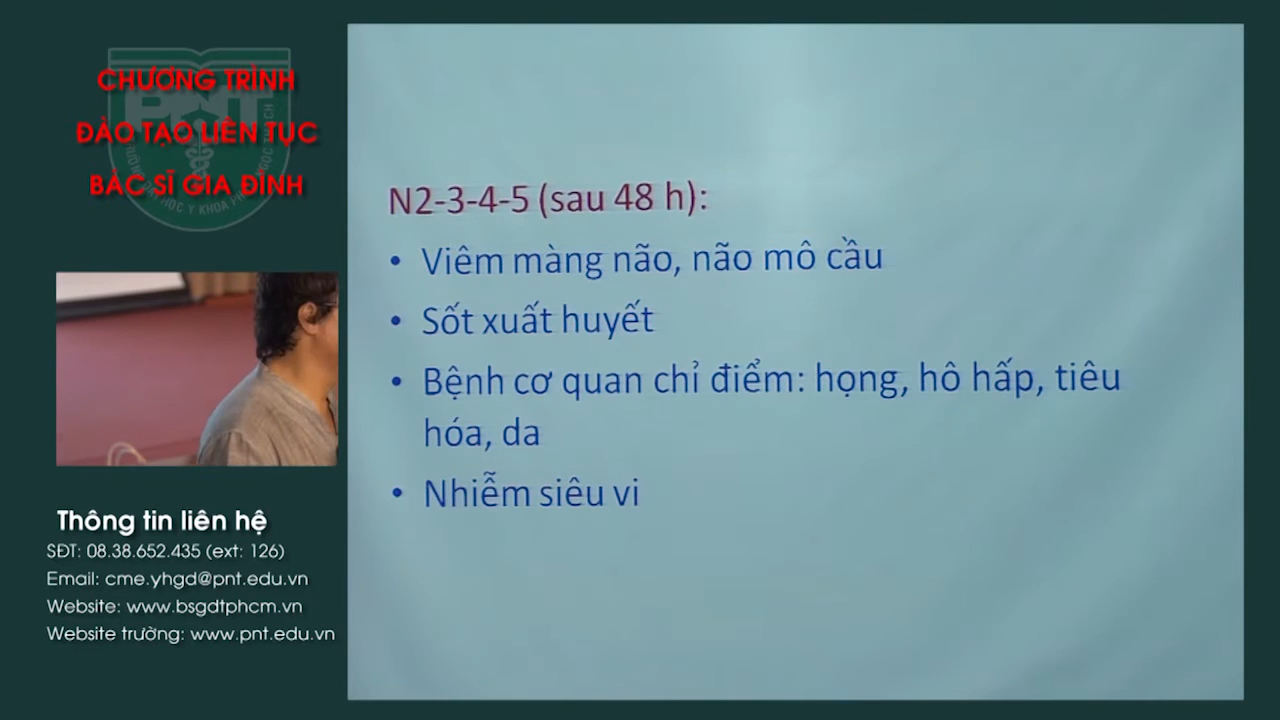 CHƯƠNG TRÌNH
ĐÀO TẠO LIÊN TỤC
BÁC SĨ GIA ĐÌNH
PNT
Thông tin liên hệ
SĐT: 08.38.652.435 (ext: 126)
Email: cme.yhgd@pnt.edu.vn
Website: www.bsgdtphcm.vn
Website trường: www.pnt.edu.vn
N2-3-4-5 (sau 48 h):
• Viêm màng não, não mô cầu
• Sốt xuất huyết
• Bệnh cơ quan chỉ điểm: họng, hô hấp, tiêu
hóa, da
• Nhiễm siêu vi